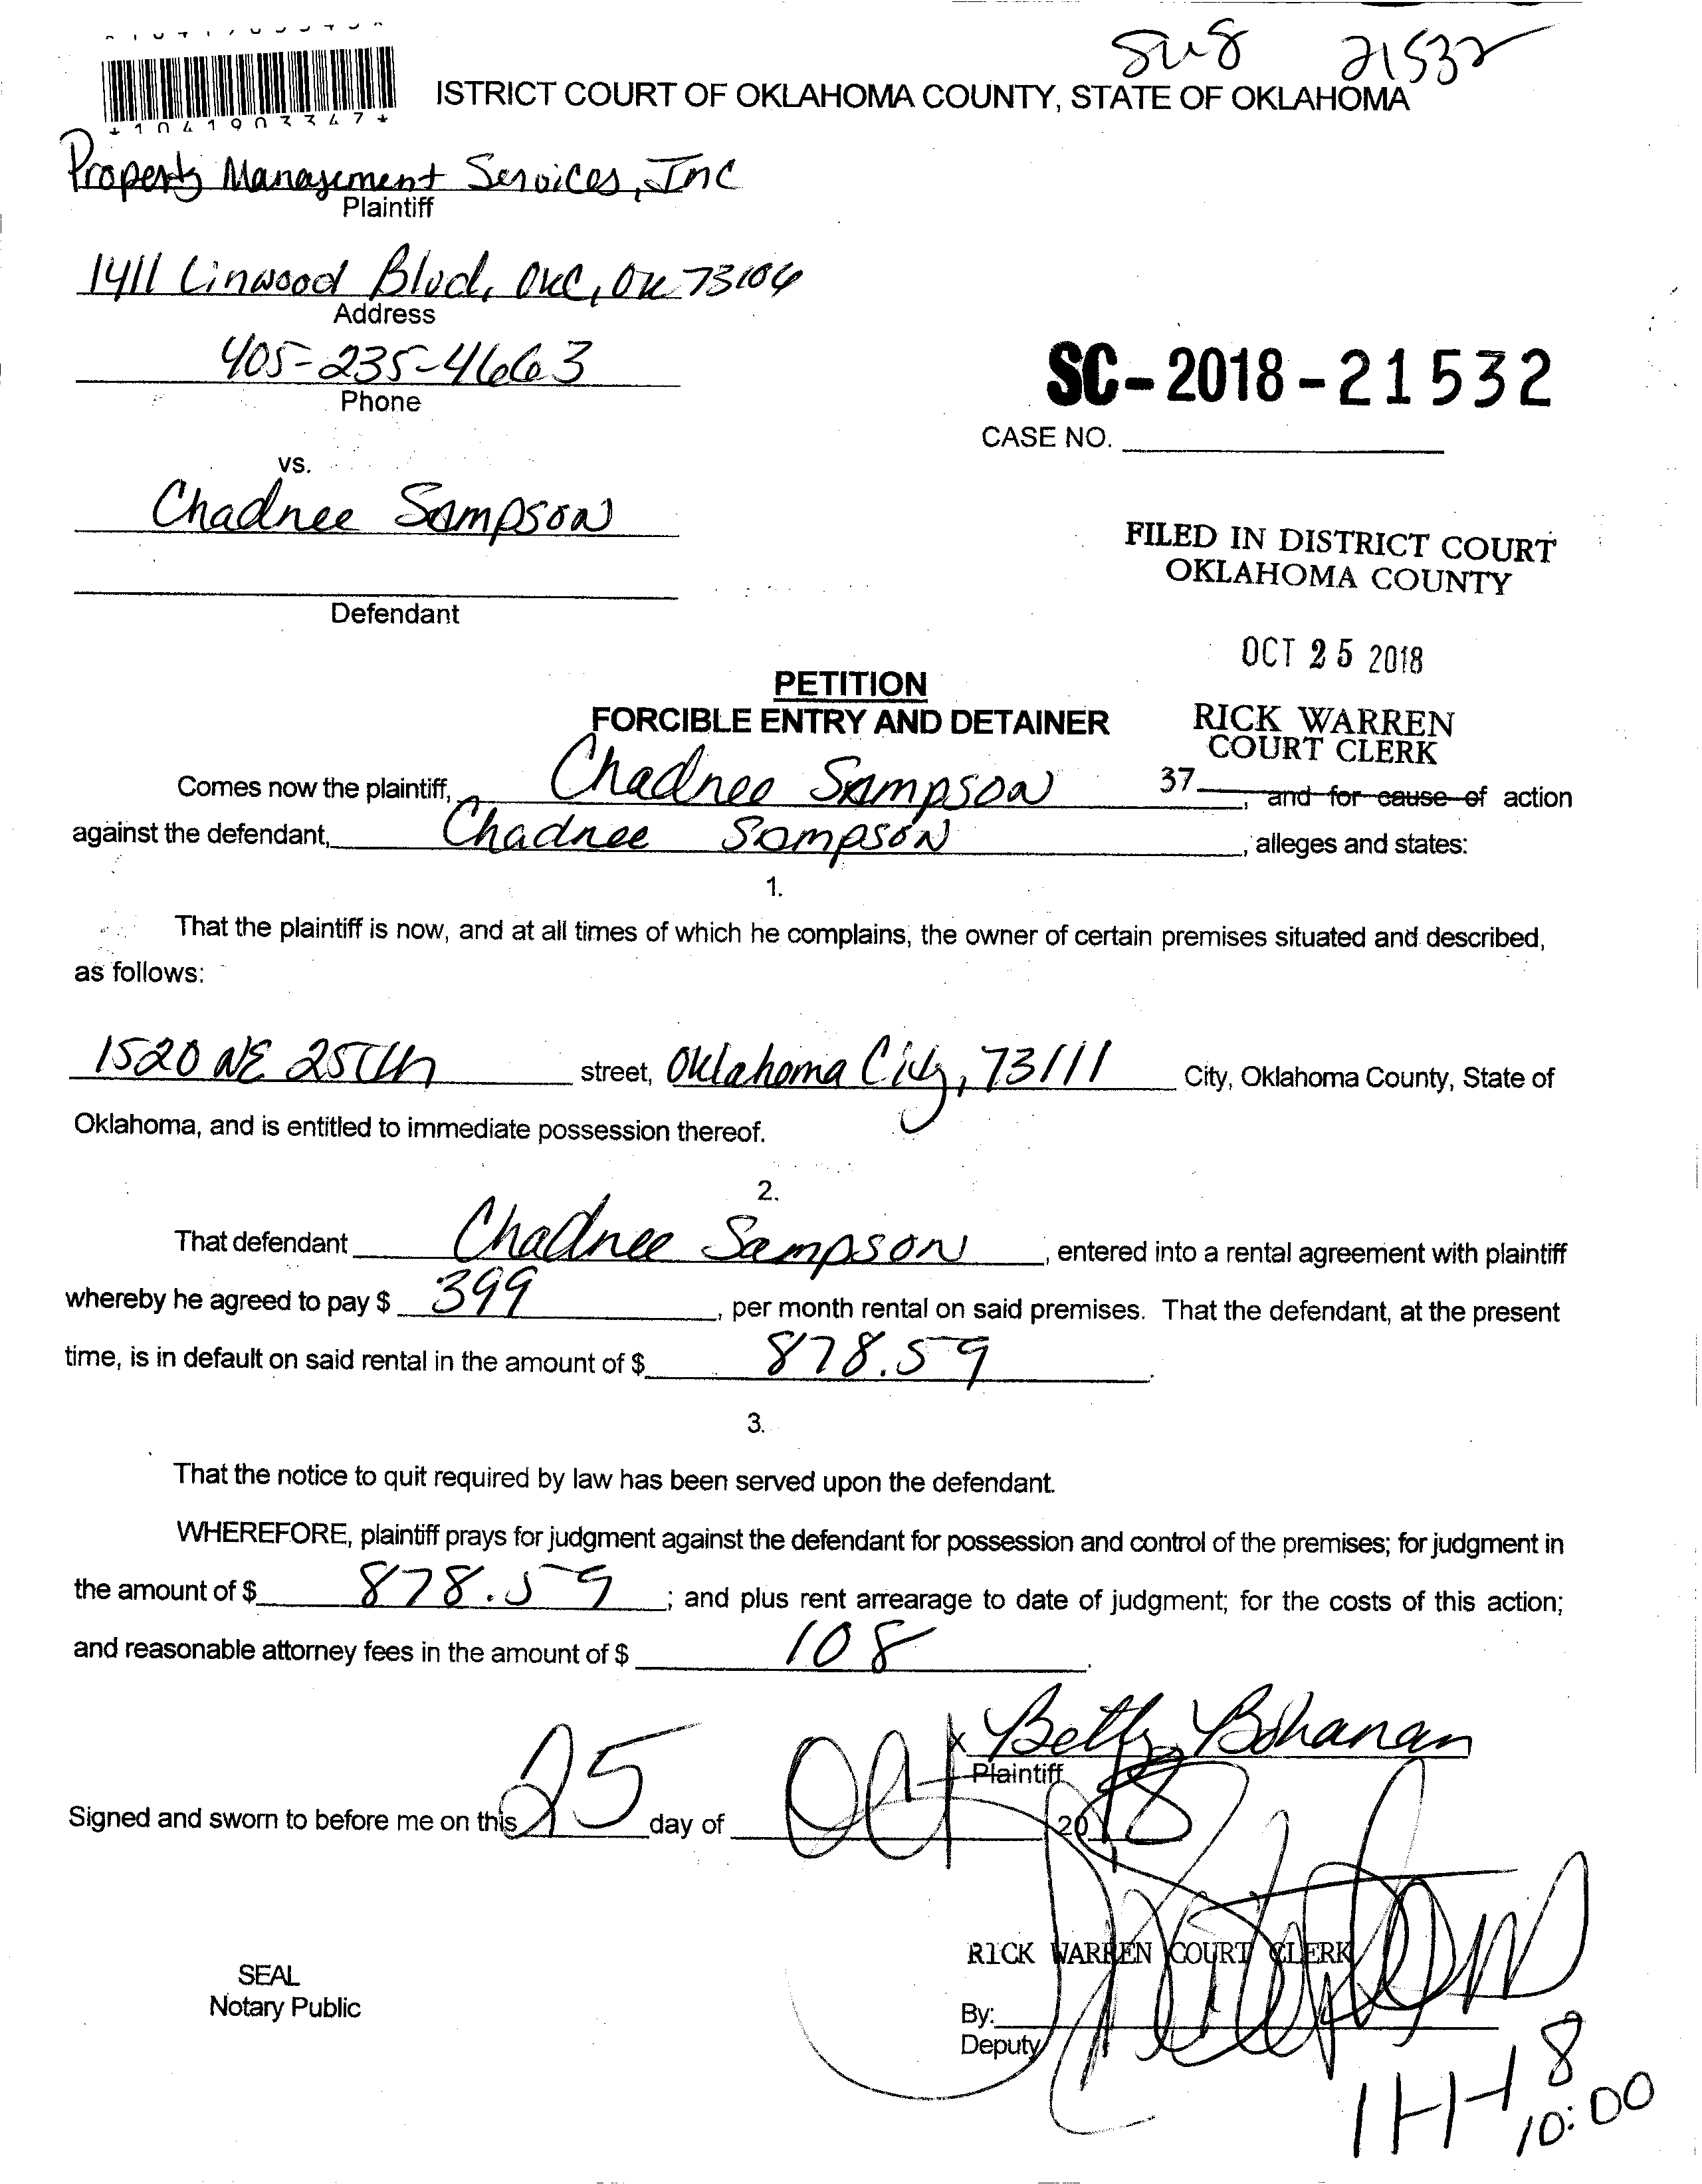 SC18 21532
*1041903347*
ISTRICT COURT OF OKLAHOMA COUNTY, STATE OF OKLAHOMA
Property Management Services, Inc
Plaintiff
1411 Linwood Blvd, OKC, OK 73106
Address
405-235-4663
Phone
SC-2018-21532
CASE NO.
vs.
Chadnee Sampson
FILED IN DISTRICT COURT
OKLAHOMA COUNTY
Defendant
OCT 25 2018
PETITION
FORCIBLE ENTRY AND DETAINER
RICK WARREN
COURT CLERK
37
Comes now the plaintiff, Chadnee Sampson, and for cause of action
against the defendant, Chadnee Sampson, alleges and states:
1.
That the plaintiff is now, and at all times of which he complains, the owner of certain premises situated and described,
as follows:
1520 NE 25th street, Oklahoma City, 73111 City, Oklahoma County, State of
Oklahoma, and is entitled to immediate possession thereof.
2.
That defendant Chadnee Sampson, entered into a rental agreement with plaintiff
whereby he agreed to pay $ 399, per month rental on said premises. That the defendant, at the present
time, is in default on said rental in the amount of $ 878.59.
3.
That the notice to quit required by law has been served upon the defendant.
WHEREFORE, plaintiff prays for judgment against the defendant for possession and control of the premises; for judgment in
the amount of $ 878.59; and plus rent arrearage to date of judgment; for the costs of this action;
and reasonable attorney fees in the amount of $ 108.
x Betty Bohanan
Plaintiff
Signed and sworn to before me on this 25 day of Oct 2018
RICK WARREN COURT CLERK
SEAL
Notary Public
By:
Deputy
11-1-18
10:00